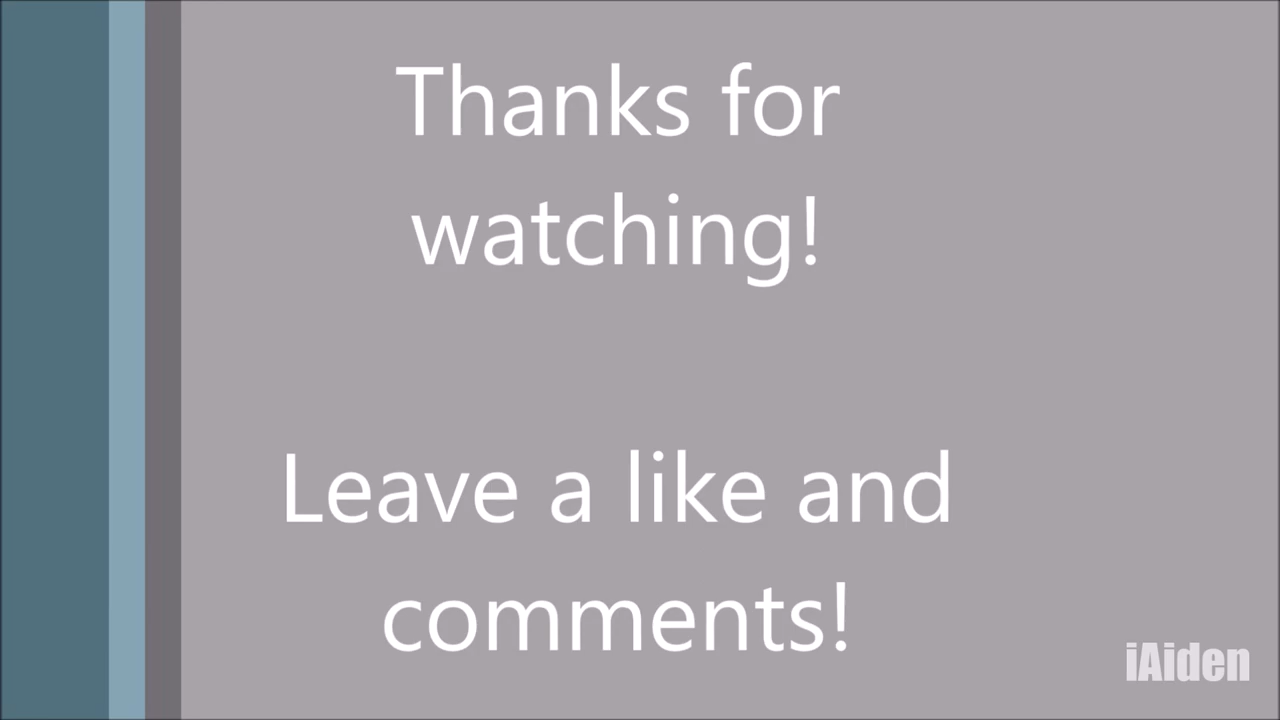 Thanks for
watching!
Leave a like and
comments!
iAiden